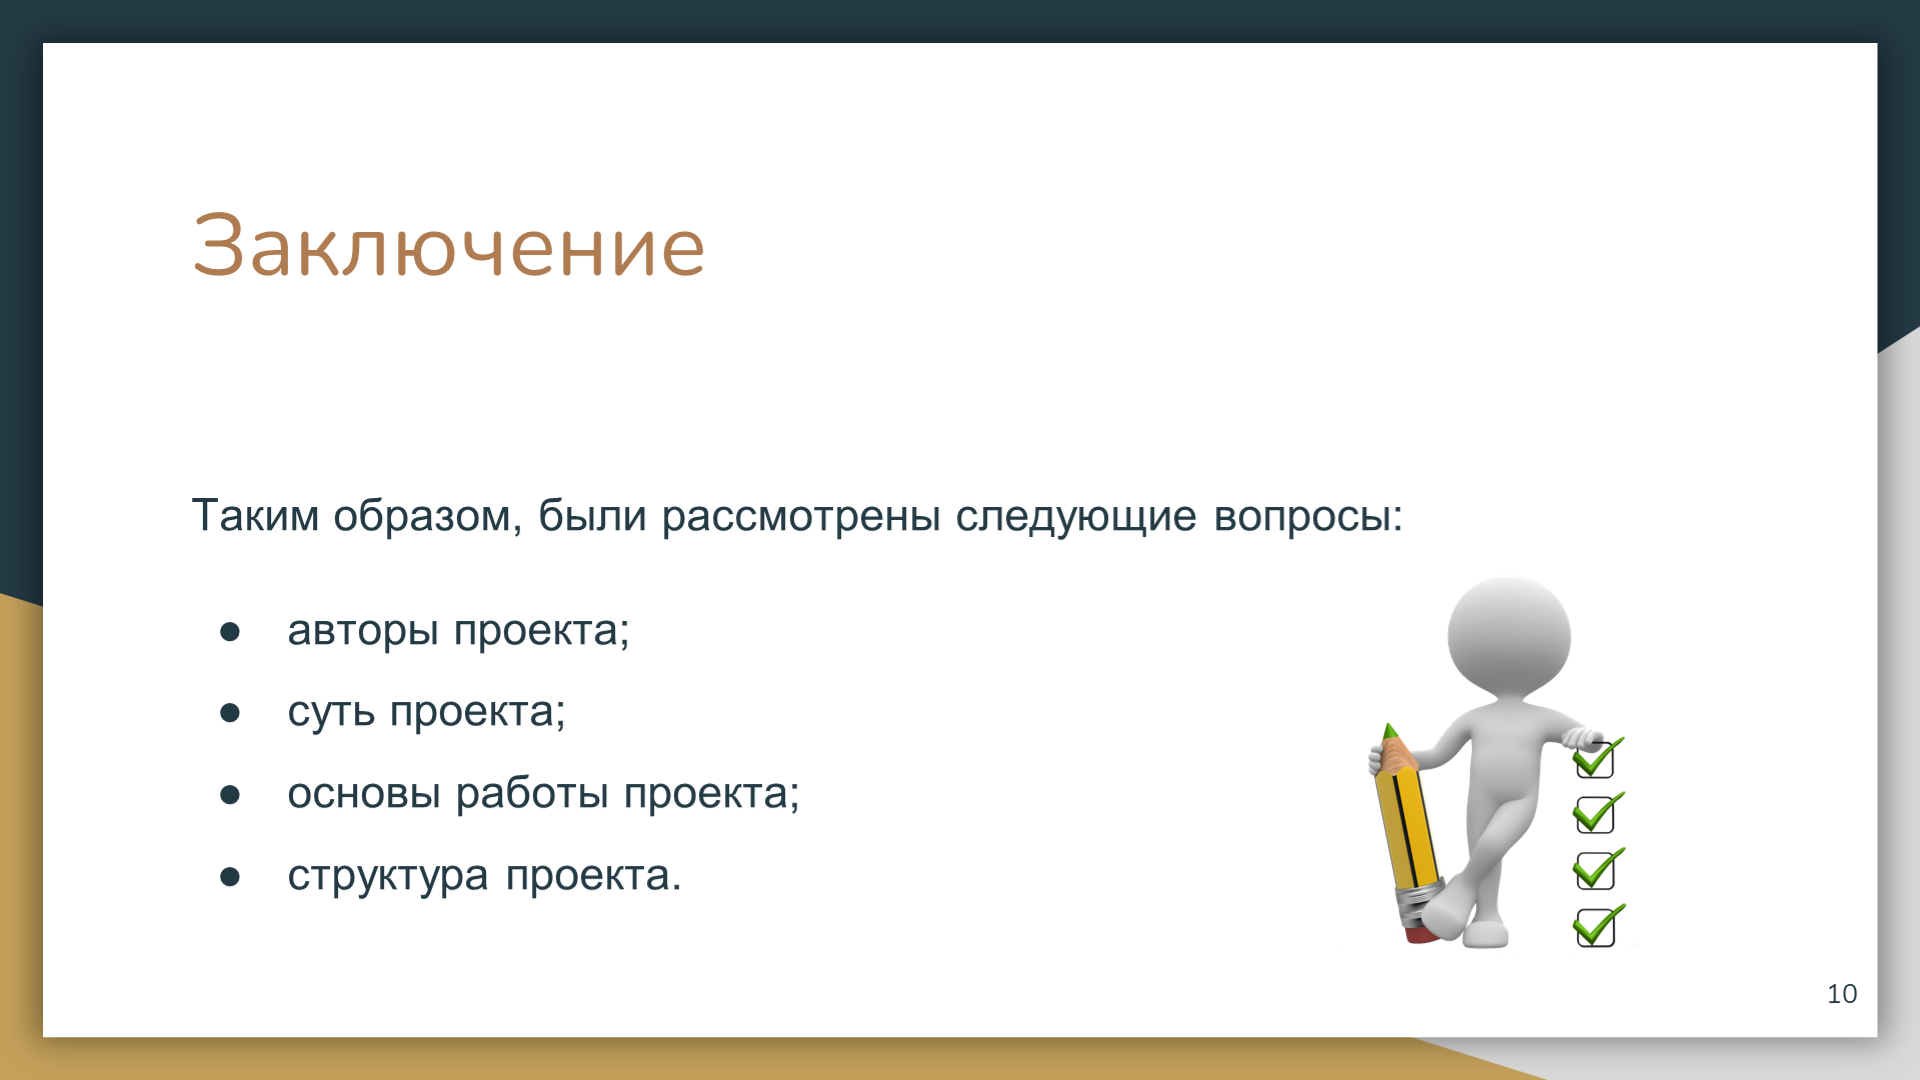 Заключение
Таким образом, были рассмотрены следующие вопросы:
● авторы проекта;
● суть проекта;
● основы работы проекта;
● структура проекта.
10